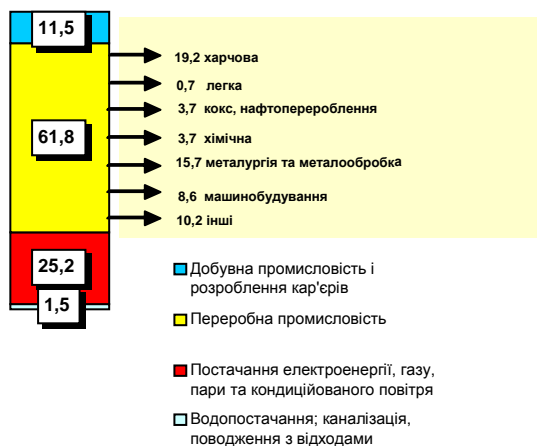 11,5
19,2 харчова
0,7 легка
3,7 кокс, нафтоперероблення
61,8
3,7 хімічна
15,7 металургія та металообробка
8,6 машинобудування
10,2 інші
25,2
1,5
Добувна промисловість і
розроблення кар'єрів
Переробна промисловість
Постачання електроенергії, газу,
пари та кондиційованого повітря
Водопостачання; каналізація,
поводження з відходами